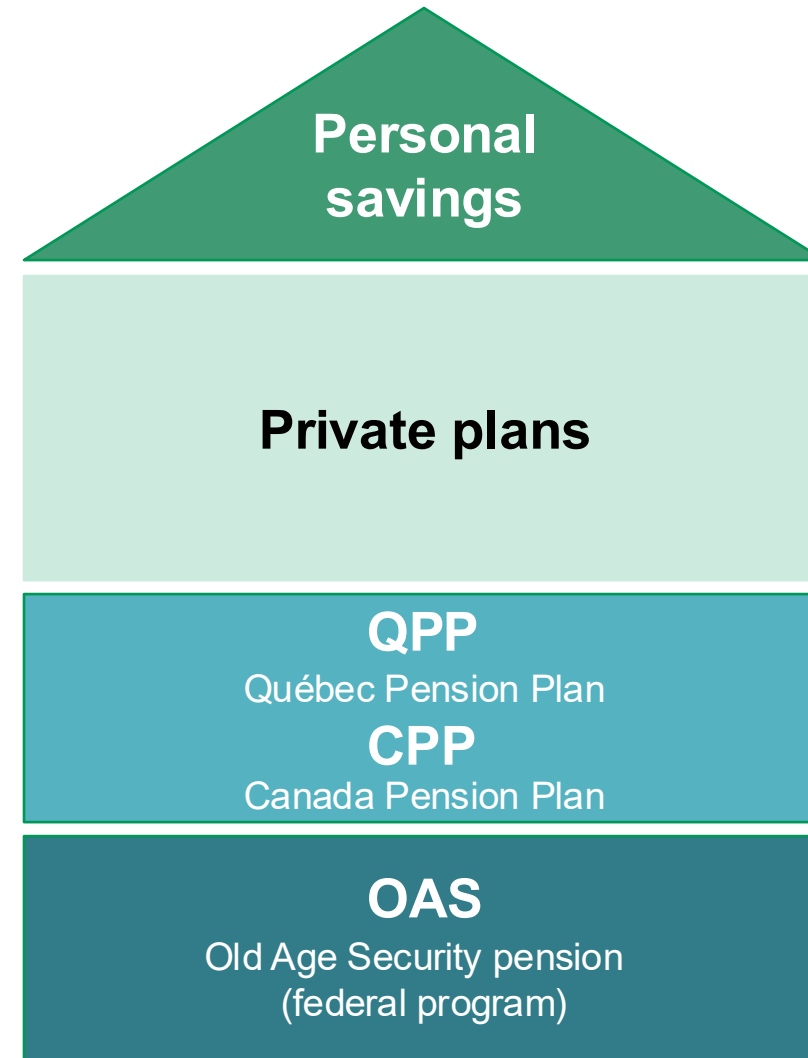 Personal
savings
Private plans
QPP
Québec Pension Plan
CPP
Canada Pension Plan
OAS
Old Age Security pension
(federal program)